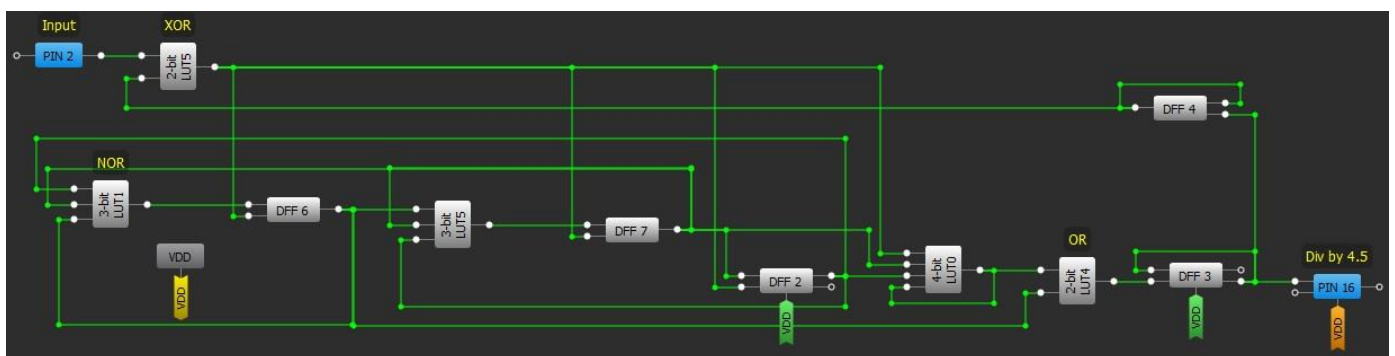 Input
XOR
PIN 2
2-bit
LUT5
DFF 4
NOR
3-bit
LUT1
DFF 6
3-bit
LUT5
DFF 7
VDD
VDD
DFF 2
VDD
4-bit
LUT0
OR
2-bit
LUT4
DFF 3
VDD
Div by 4.5
PIN 16
VDD